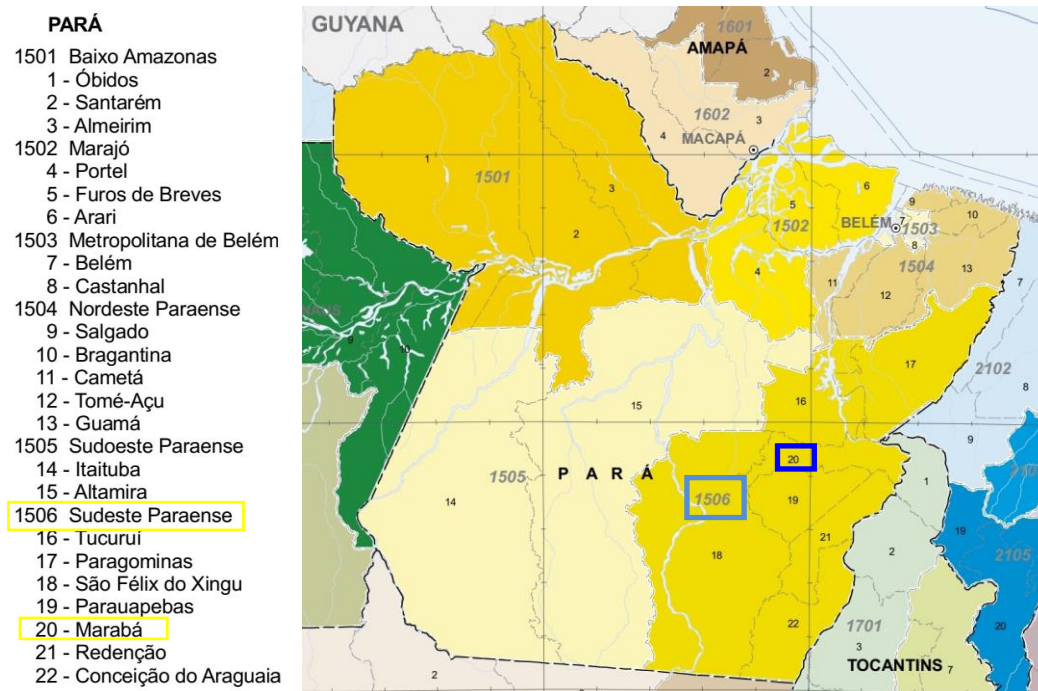 PARÁ
1501 Baixo Amazonas
1 - Óbidos
2 - Santarém
3 - Almeirim
1502 Marajó
4 - Portel
5 - Furos de Breves
6 - Arari
1503 Metropolitana de Belém
7 - Belém
8 - Castanhal
1504 Nordeste Paraense
9 - Salgado
10 - Bragantina
11 - Cametá
12 - Tomé-Açu
13 - Guamá
1505 Sudoeste Paraense
14 - Itaituba
15 - Altamira
1506 Sudeste Paraense
16 - Tucuruí
17 - Paragominas
18 - São Félix do Xingu
19 - Parauapebas
20 - Marabá
21 - Redenção
22 - Conceição do Araguaia
GUYANA
1601
AMAPÁ
2
1602
3
4
MACAPÁ
1
1501
3
2
6
5
1502
BELÉM
7
1503
8
9
10
1504
13
4
11
12
7
9
10
17
2102
8
16
15
9
20
1
PARÁ
1505
14
1506
19
19
210
21
2
2105
18
22
1701
3
20
TOCANTINS
7
2